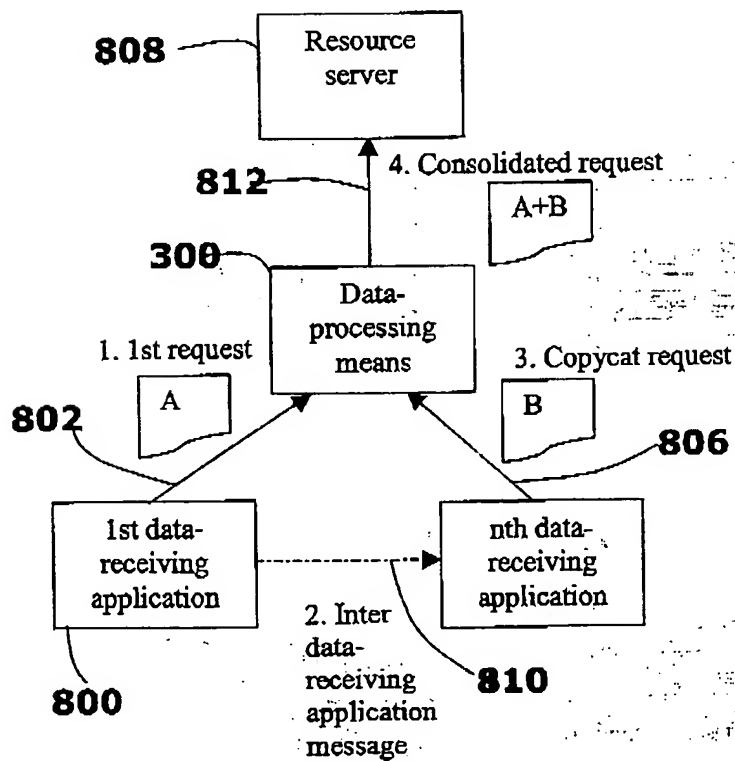 808
Resource
server
812
4. Consolidated request
A+B
300
Data-
processing
means
1. 1st request
A
3. Copycat request
B
802
806
1st data-
receiving
application
nth data-
receiving
application
2. Inter
data-
receiving
application
message
810
800